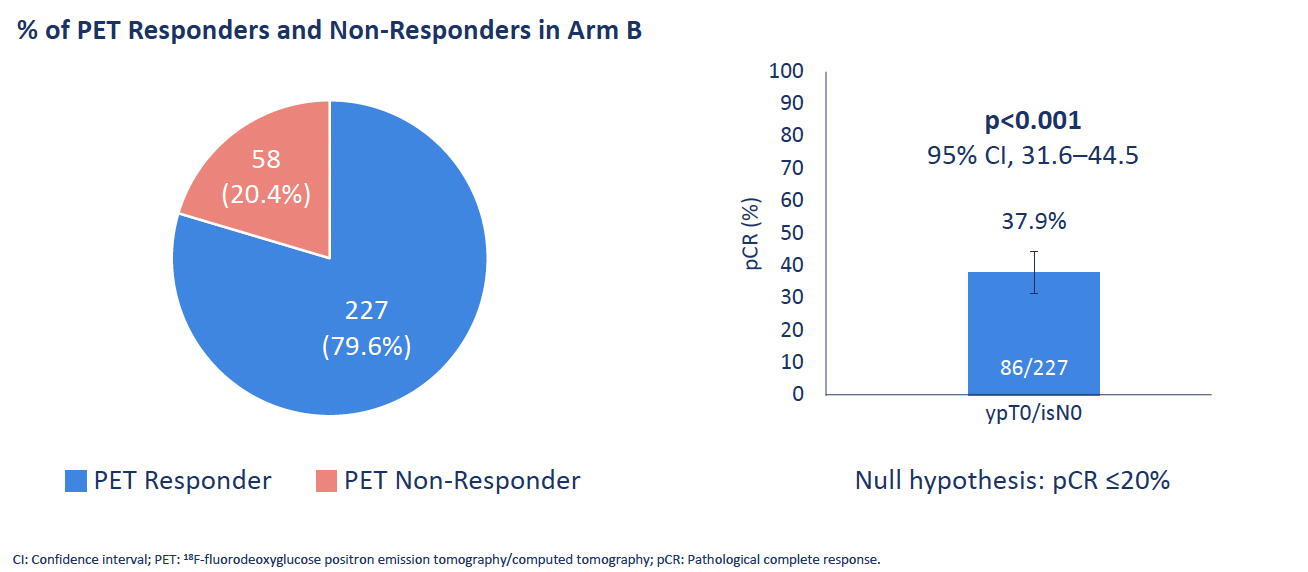 % of PET Responders and Non-Responders in Arm B
58
(20.4%)
227
(79.6%)
PET Responder
PET Non-Responder
pCR (%)
100
90
80
70
60
50
40
30
20
10
0
p<0.001
95% CI, 31.6–44.5
37.9%
86/227
ypT0/isN0
Null hypothesis: pCR ≤20%
CI: Confidence interval; PET: ¹⁸F-fluorodeoxyglucose positron emission tomography/computed tomography; pCR: Pathological complete response.